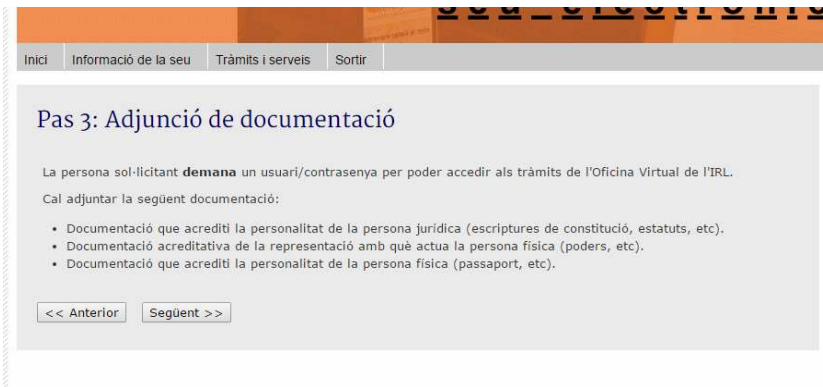 Inici Informació de la seu Tràmits i serveis Sortir
Pas 3: Adjunció de documentació
La persona sol·licitant demana un usuari/contrasenya per poder accedir als tràmits de l'Oficina Virtual de l'IRL.
Cal adjuntar la següent documentació:
• Documentació que acrediti la personalitat de la persona jurídica (escriptures de constitució, estatuts, etc).
• Documentació acreditativa de la representació amb què actua la persona física (poders, etc).
• Documentació que acrediti la personalitat de la persona física (passaport, etc).
<< Anterior Següent >>